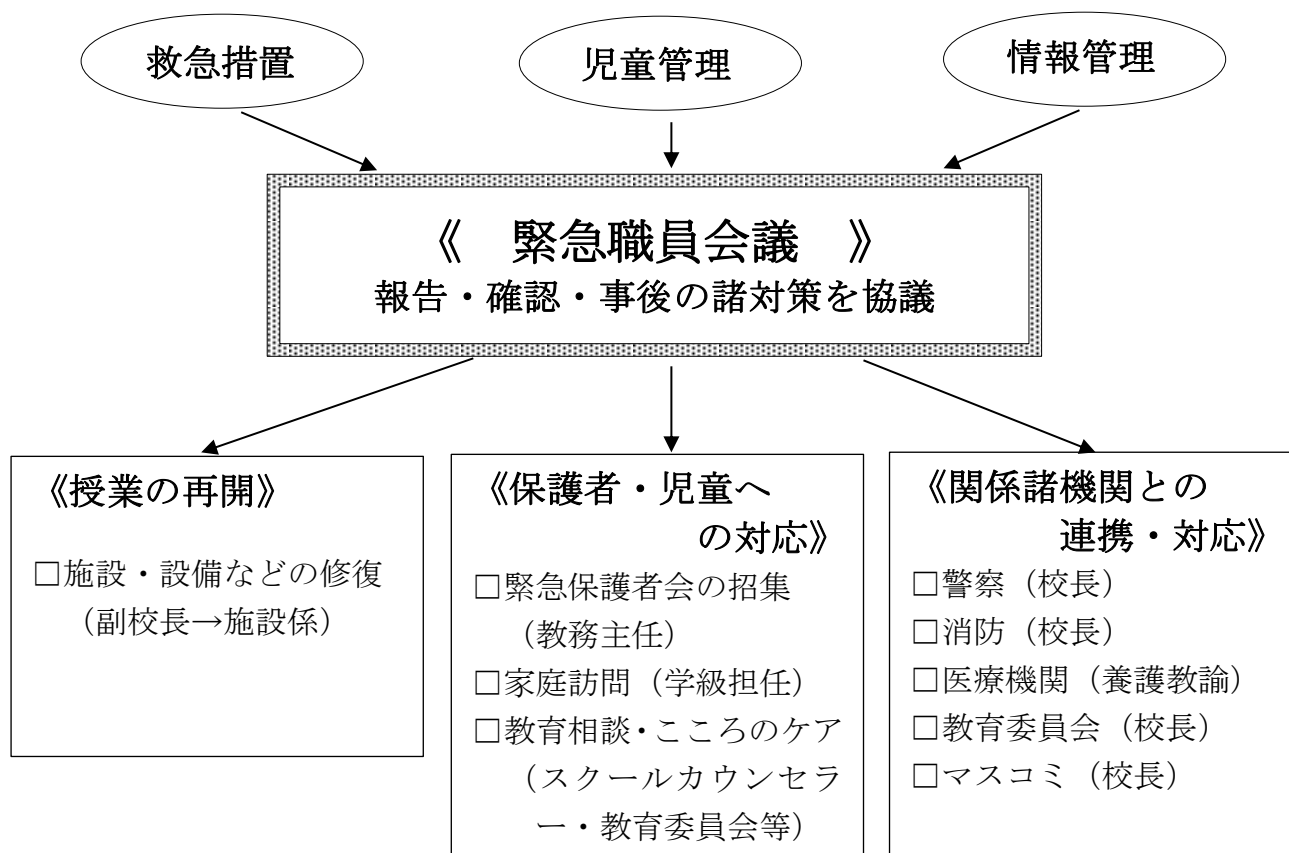 救急措置
児童管理
情報管理
《　緊急職員会議　》
報告・確認・事後の諸対策を協議
《授業の再開》
□施設・設備などの修復
（副校長→施設係）
《保護者・児童へ
の対応》
□緊急保護者会の招集
（教務主任）
□家庭訪問（学級担任）
□教育相談・こころのケア
（スクールカウンセラ
ー・教育委員会等）
《関係諸機関との
連携・対応》
□警察（校長）
□消防（校長）
□医療機関（養護教諭）
□教育委員会（校長）
□マスコミ（校長）